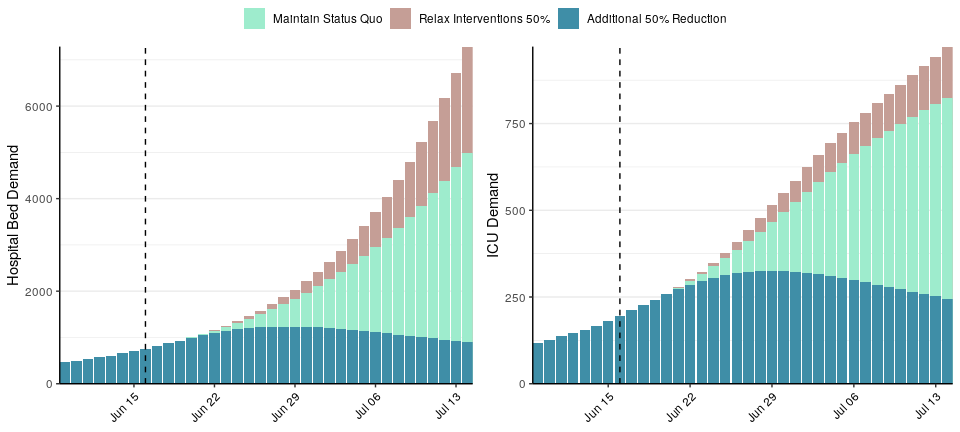 Maintain Status Quo Relax Interventions 50% Additional 50% Reduction
Hospital Bed Demand
6000
4000
2000
0
Jun 15 Jun 22 Jun 29 Jul 06 Jul 13
ICU Demand
750
500
250
0
Jun 15 Jun 22 Jun 29 Jul 06 Jul 13